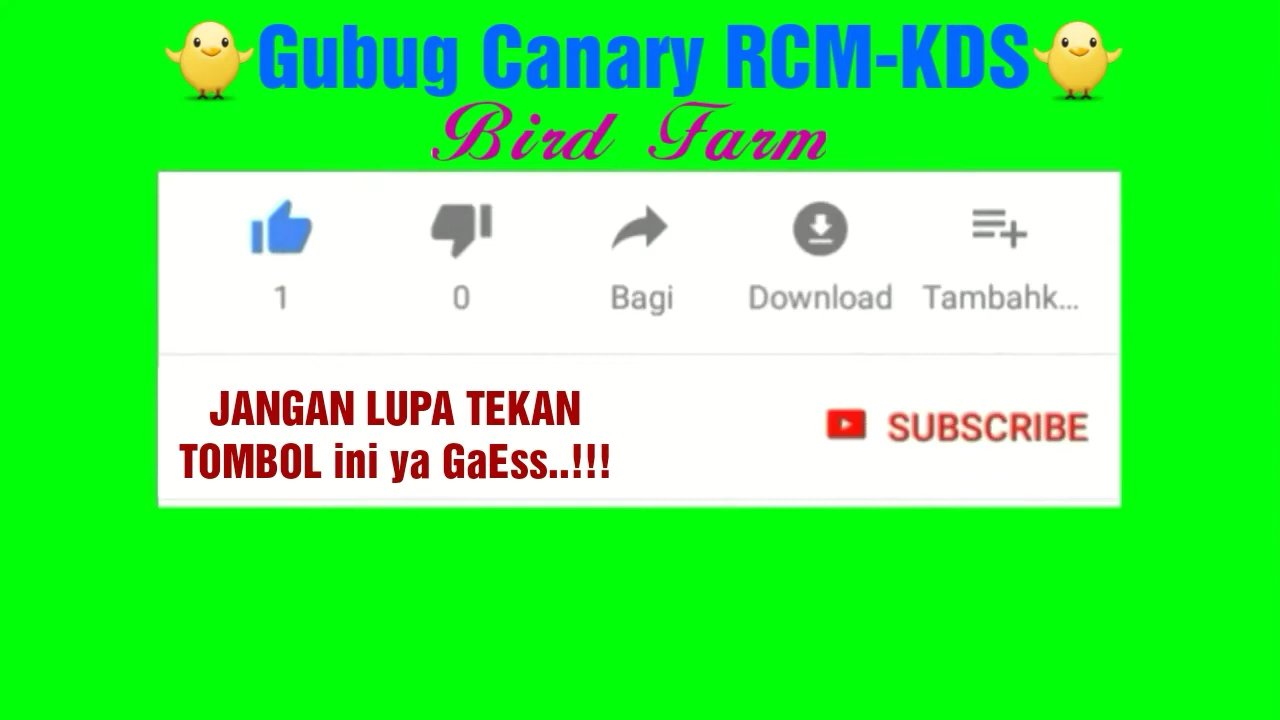 Gubug Canary RCM-KDS
Bird Farm
1 0 Bagi Download Tambahk...
JANGAN LUPA TEKAN
TOMBOL ini ya GaEss..!!!
SUBSCRIBE